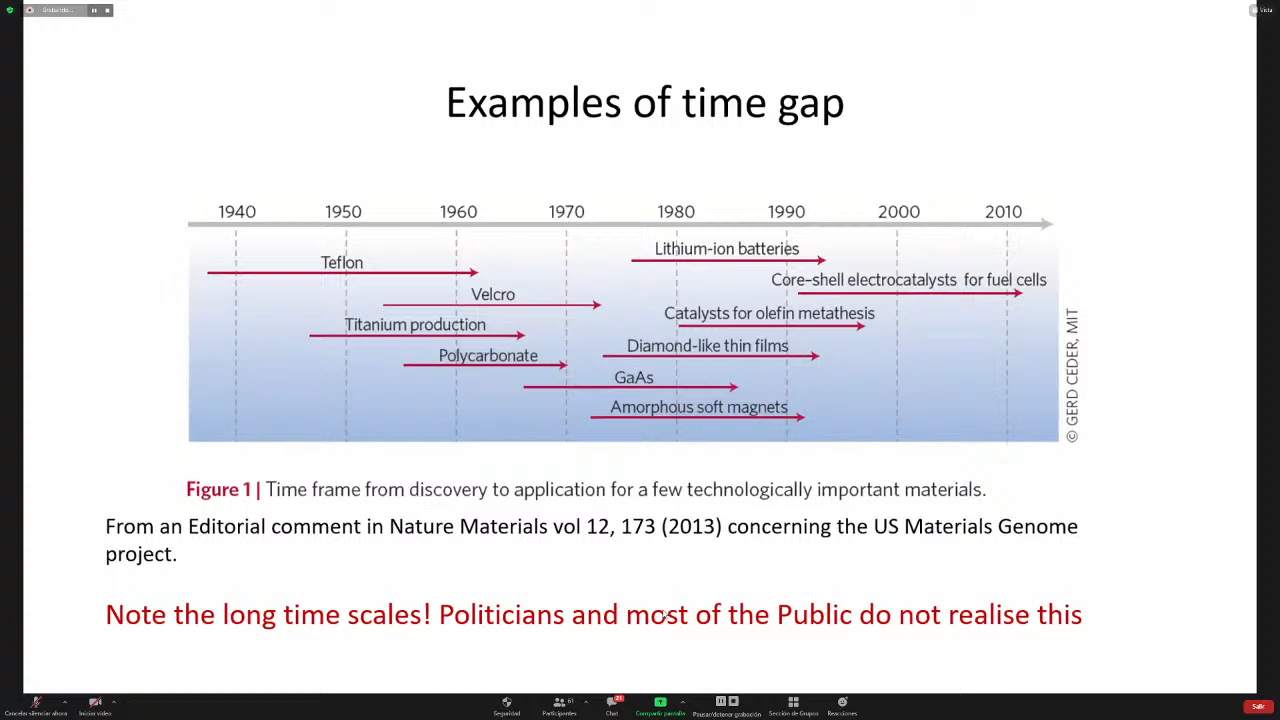 Grabando...
Vista
Examples of time gap
1940 1950 1960 1970 1980 1990 2000 2010
Lithium-ion batteries
Teflon
Core–shell electrocatalysts for fuel cells
Velcro
Catalysts for olefin metathesis
Titanium production
Diamond-like thin films
Polycarbonate
GaAs
Amorphous soft magnets
© GERD CEDER, MIT
Figure 1 | Time frame from discovery to application for a few technologically important materials.
From an Editorial comment in Nature Materials vol 12, 173 (2013) concerning the US Materials Genome
project.
Note the long time scales! Politicians and most of the Public do not realise this
61
21
Cancelar silenciar ahora Iniciar video Seguridad Participantes Chat Compartir pantalla Pausar/detener grabación Sección de Grupos Reacciones
Salir